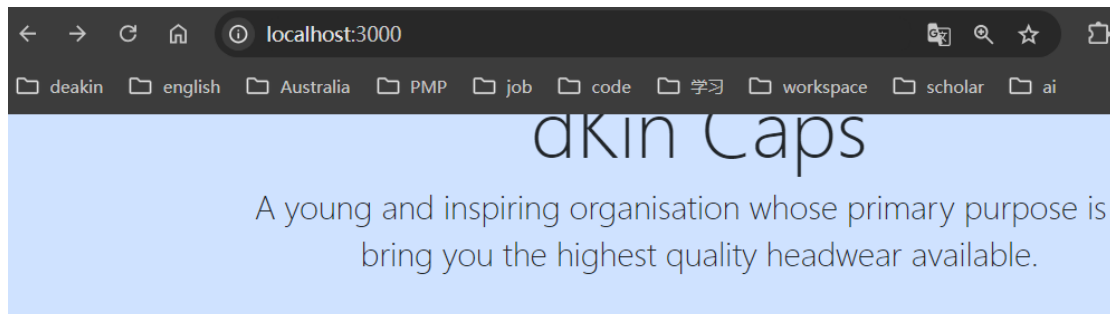 localhost:3000
deakin english Australia PMP job code 学习 workspace scholar ai
dKin Caps
A young and inspiring organisation whose primary purpose is
bring you the highest quality headwear available.